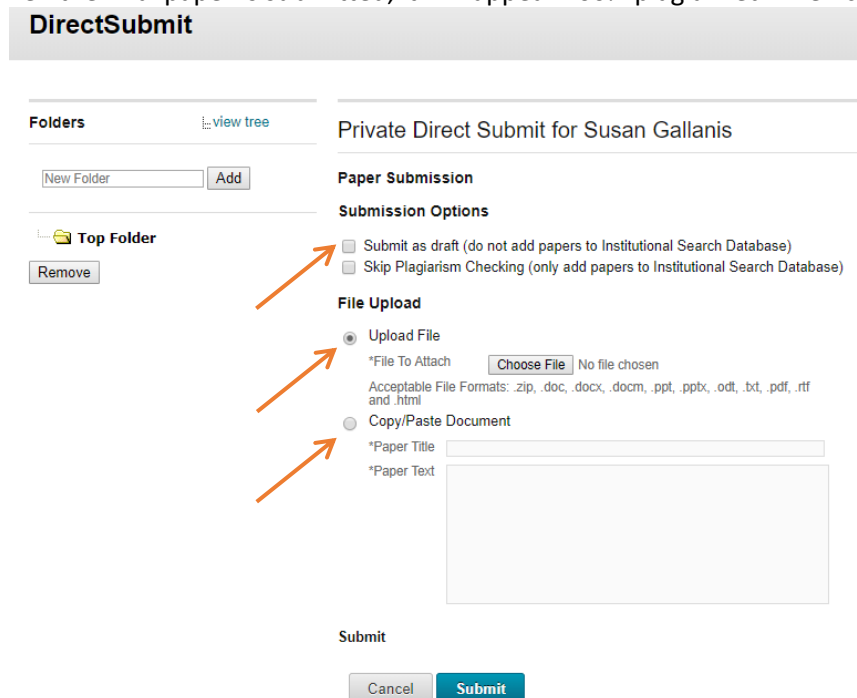 DirectSubmit
Folders
view tree
New Folder
Add
Top Folder
Remove
Private Direct Submit for Susan Gallanis
Paper Submission
Submission Options
Submit as draft (do not add papers to Institutional Search Database)
Skip Plagiarism Checking (only add papers to Institutional Search Database)
File Upload
Upload File
*File To Attach
Choose File No file chosen
Acceptable File Formats: .zip, .doc, .docx, .docm, .ppt, .pptx, .odt, .txt, .pdf, .rtf
and .html
Copy/Paste Document
*Paper Title
*Paper Text
Submit
Cancel
Submit